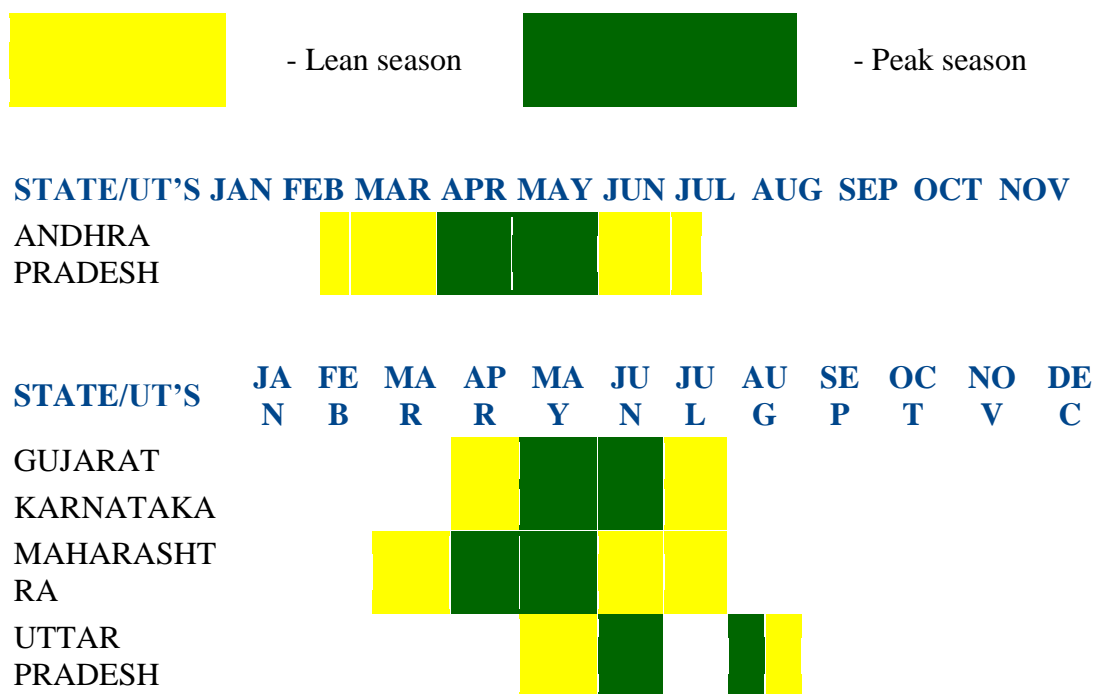 - Lean season - Peak season
STATE/UT’S JAN FEB MAR APR MAY JUN JUL AUG SEP OCT NOV
ANDHRA
PRADESH
STATE/UT’S JA FE MA AP MA JU JU AU SE OC NO DE
N B R R Y N L G P T V C
GUJARAT
KARNATAKA
MAHARASHT
RA
UTTAR
PRADESH